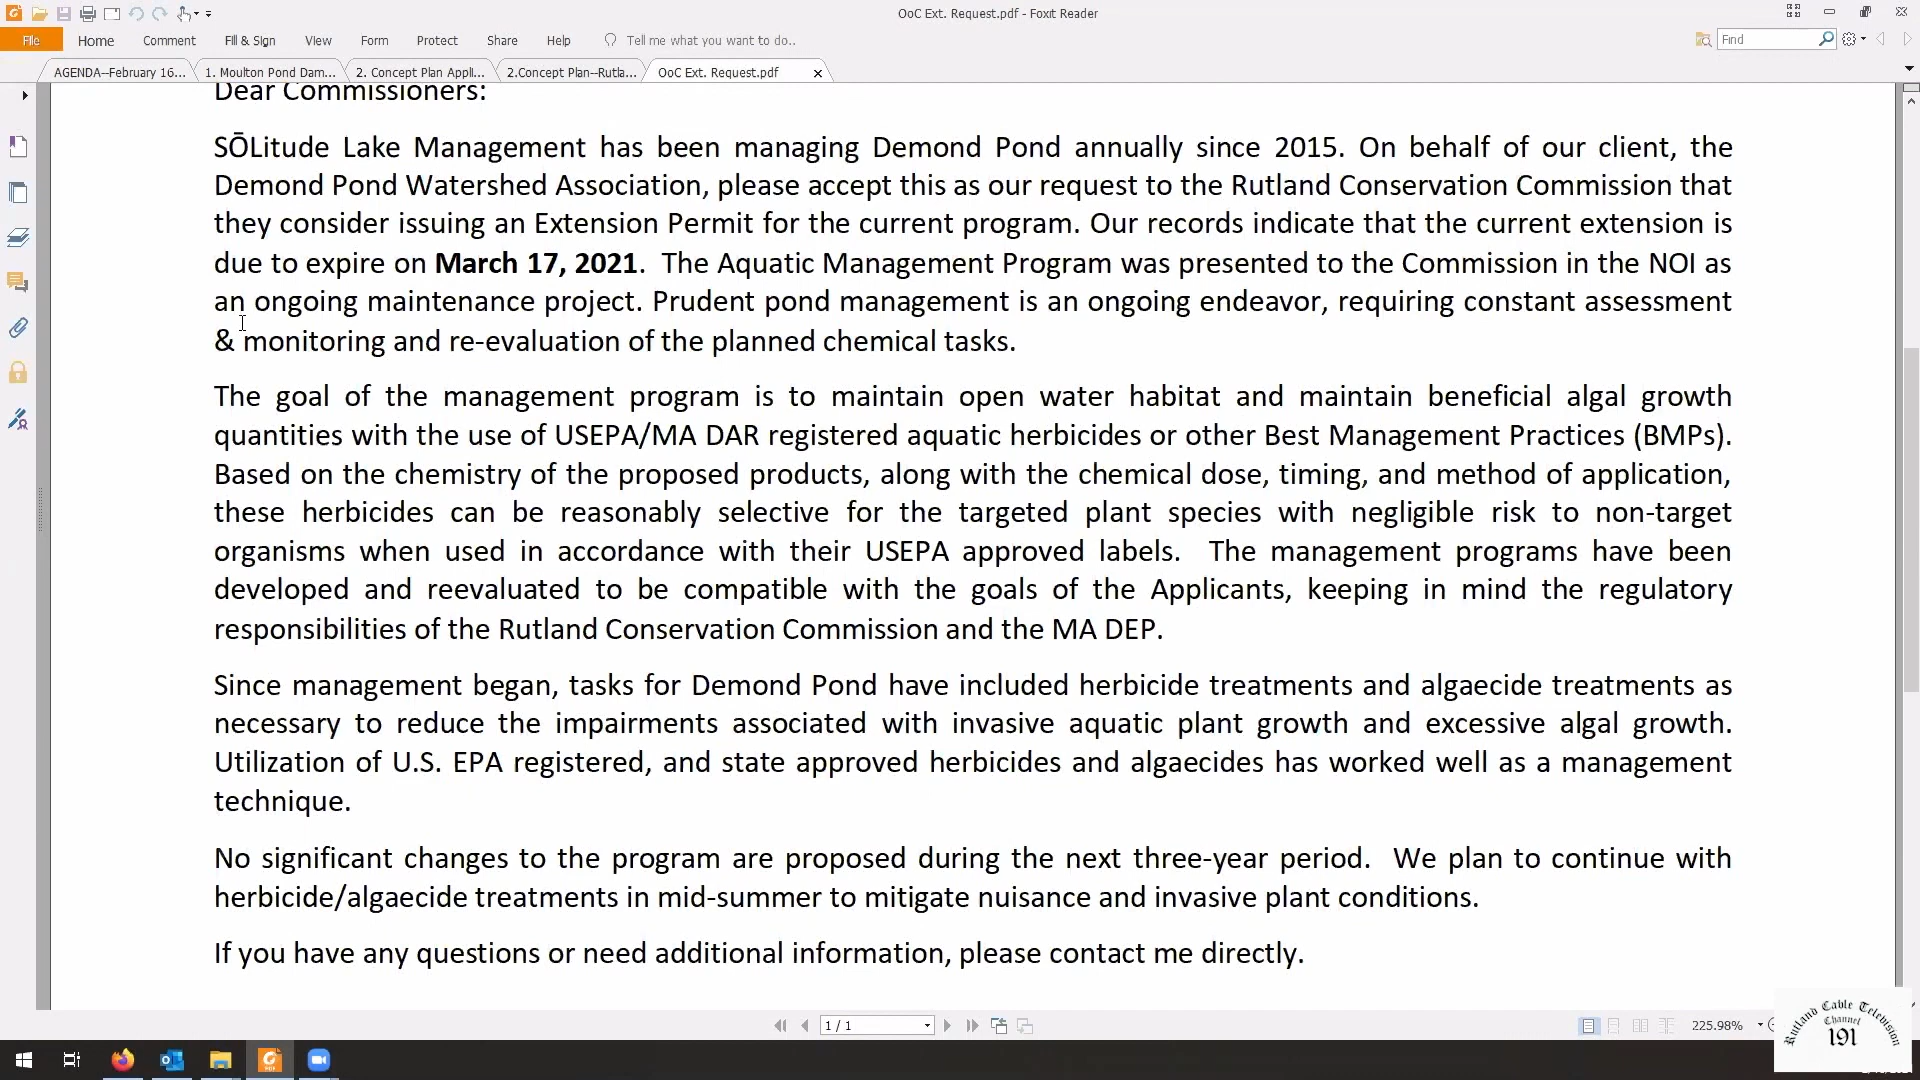 OoC Ext. Request.pdf - Foxit Reader
File Home Comment Fill & Sign View Form Protect Share Help Tell me what you want to do.. Find
AGENDA--February 16... 1. Moulton Pond Dam... 2. Concept Plan Appli... 2.Concept Plan--Rutla... OoC Ext. Request.pdf
Dear Commissioners:
SŌLitude Lake Management has been managing Demond Pond annually since 2015. On behalf of our client, the
Demond Pond Watershed Association, please accept this as our request to the Rutland Conservation Commission that
they consider issuing an Extension Permit for the current program. Our records indicate that the current extension is
due to expire on March 17, 2021. The Aquatic Management Program was presented to the Commission in the NOI as
an ongoing maintenance project. Prudent pond management is an ongoing endeavor, requiring constant assessment
& monitoring and re-evaluation of the planned chemical tasks.
The goal of the management program is to maintain open water habitat and maintain beneficial algal growth
quantities with the use of USEPA/MA DAR registered aquatic herbicides or other Best Management Practices (BMPs).
Based on the chemistry of the proposed products, along with the chemical dose, timing, and method of application,
these herbicides can be reasonably selective for the targeted plant species with negligible risk to non-target
organisms when used in accordance with their USEPA approved labels. The management programs have been
developed and reevaluated to be compatible with the goals of the Applicants, keeping in mind the regulatory
responsibilities of the Rutland Conservation Commission and the MA DEP.
Since management began, tasks for Demond Pond have included herbicide treatments and algaecide treatments as
necessary to reduce the impairments associated with invasive aquatic plant growth and excessive algal growth.
Utilization of U.S. EPA registered, and state approved herbicides and algaecides has worked well as a management
technique.
No significant changes to the program are proposed during the next three-year period. We plan to continue with
herbicide/algaecide treatments in mid-summer to mitigate nuisance and invasive plant conditions.
If you have any questions or need additional information, please contact me directly.
1 / 1 225.98%
Rutland Cable Television
Channel
191